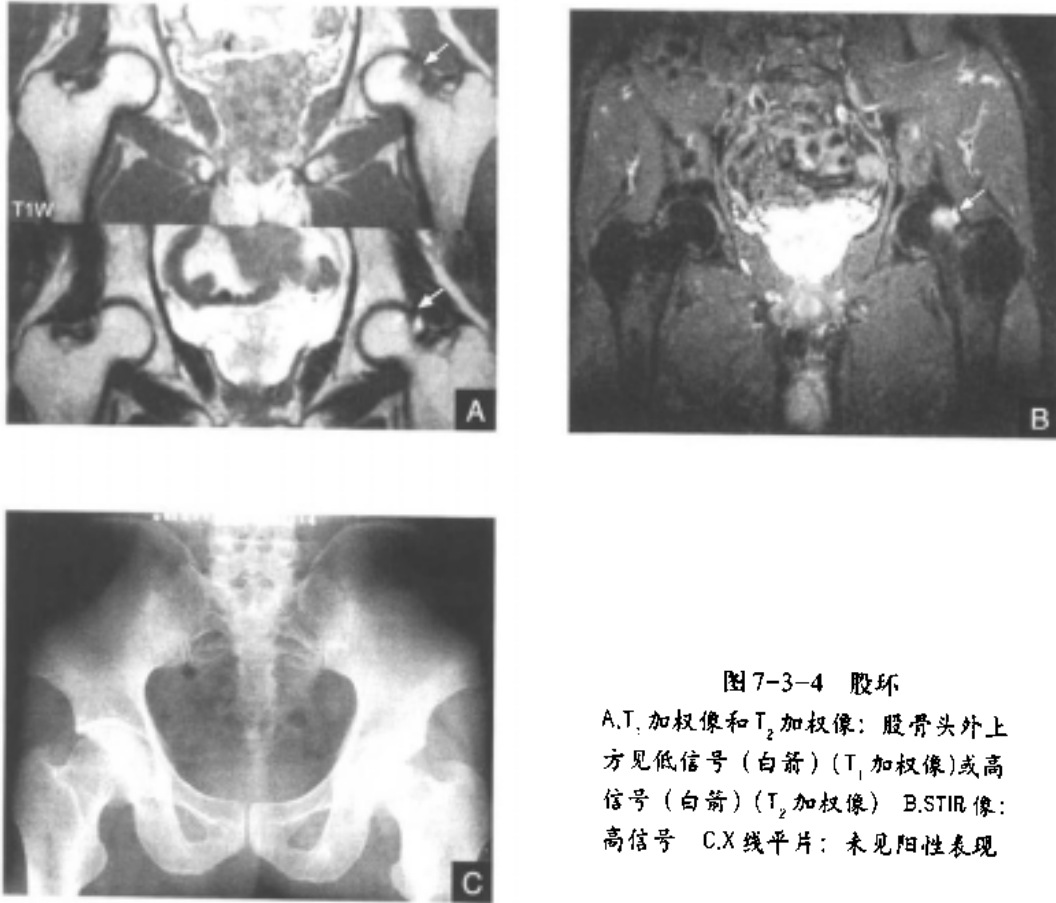 T1W
A
B
C
图7-3-4 股环
A.T₁加权像和T₂加权像：股骨头外上
方见低信号（白箭）(T₁加权像)或高
信号（白箭）(T₂加权像) B.STIR像：
高信号 C.X线平片：未见阳性表现